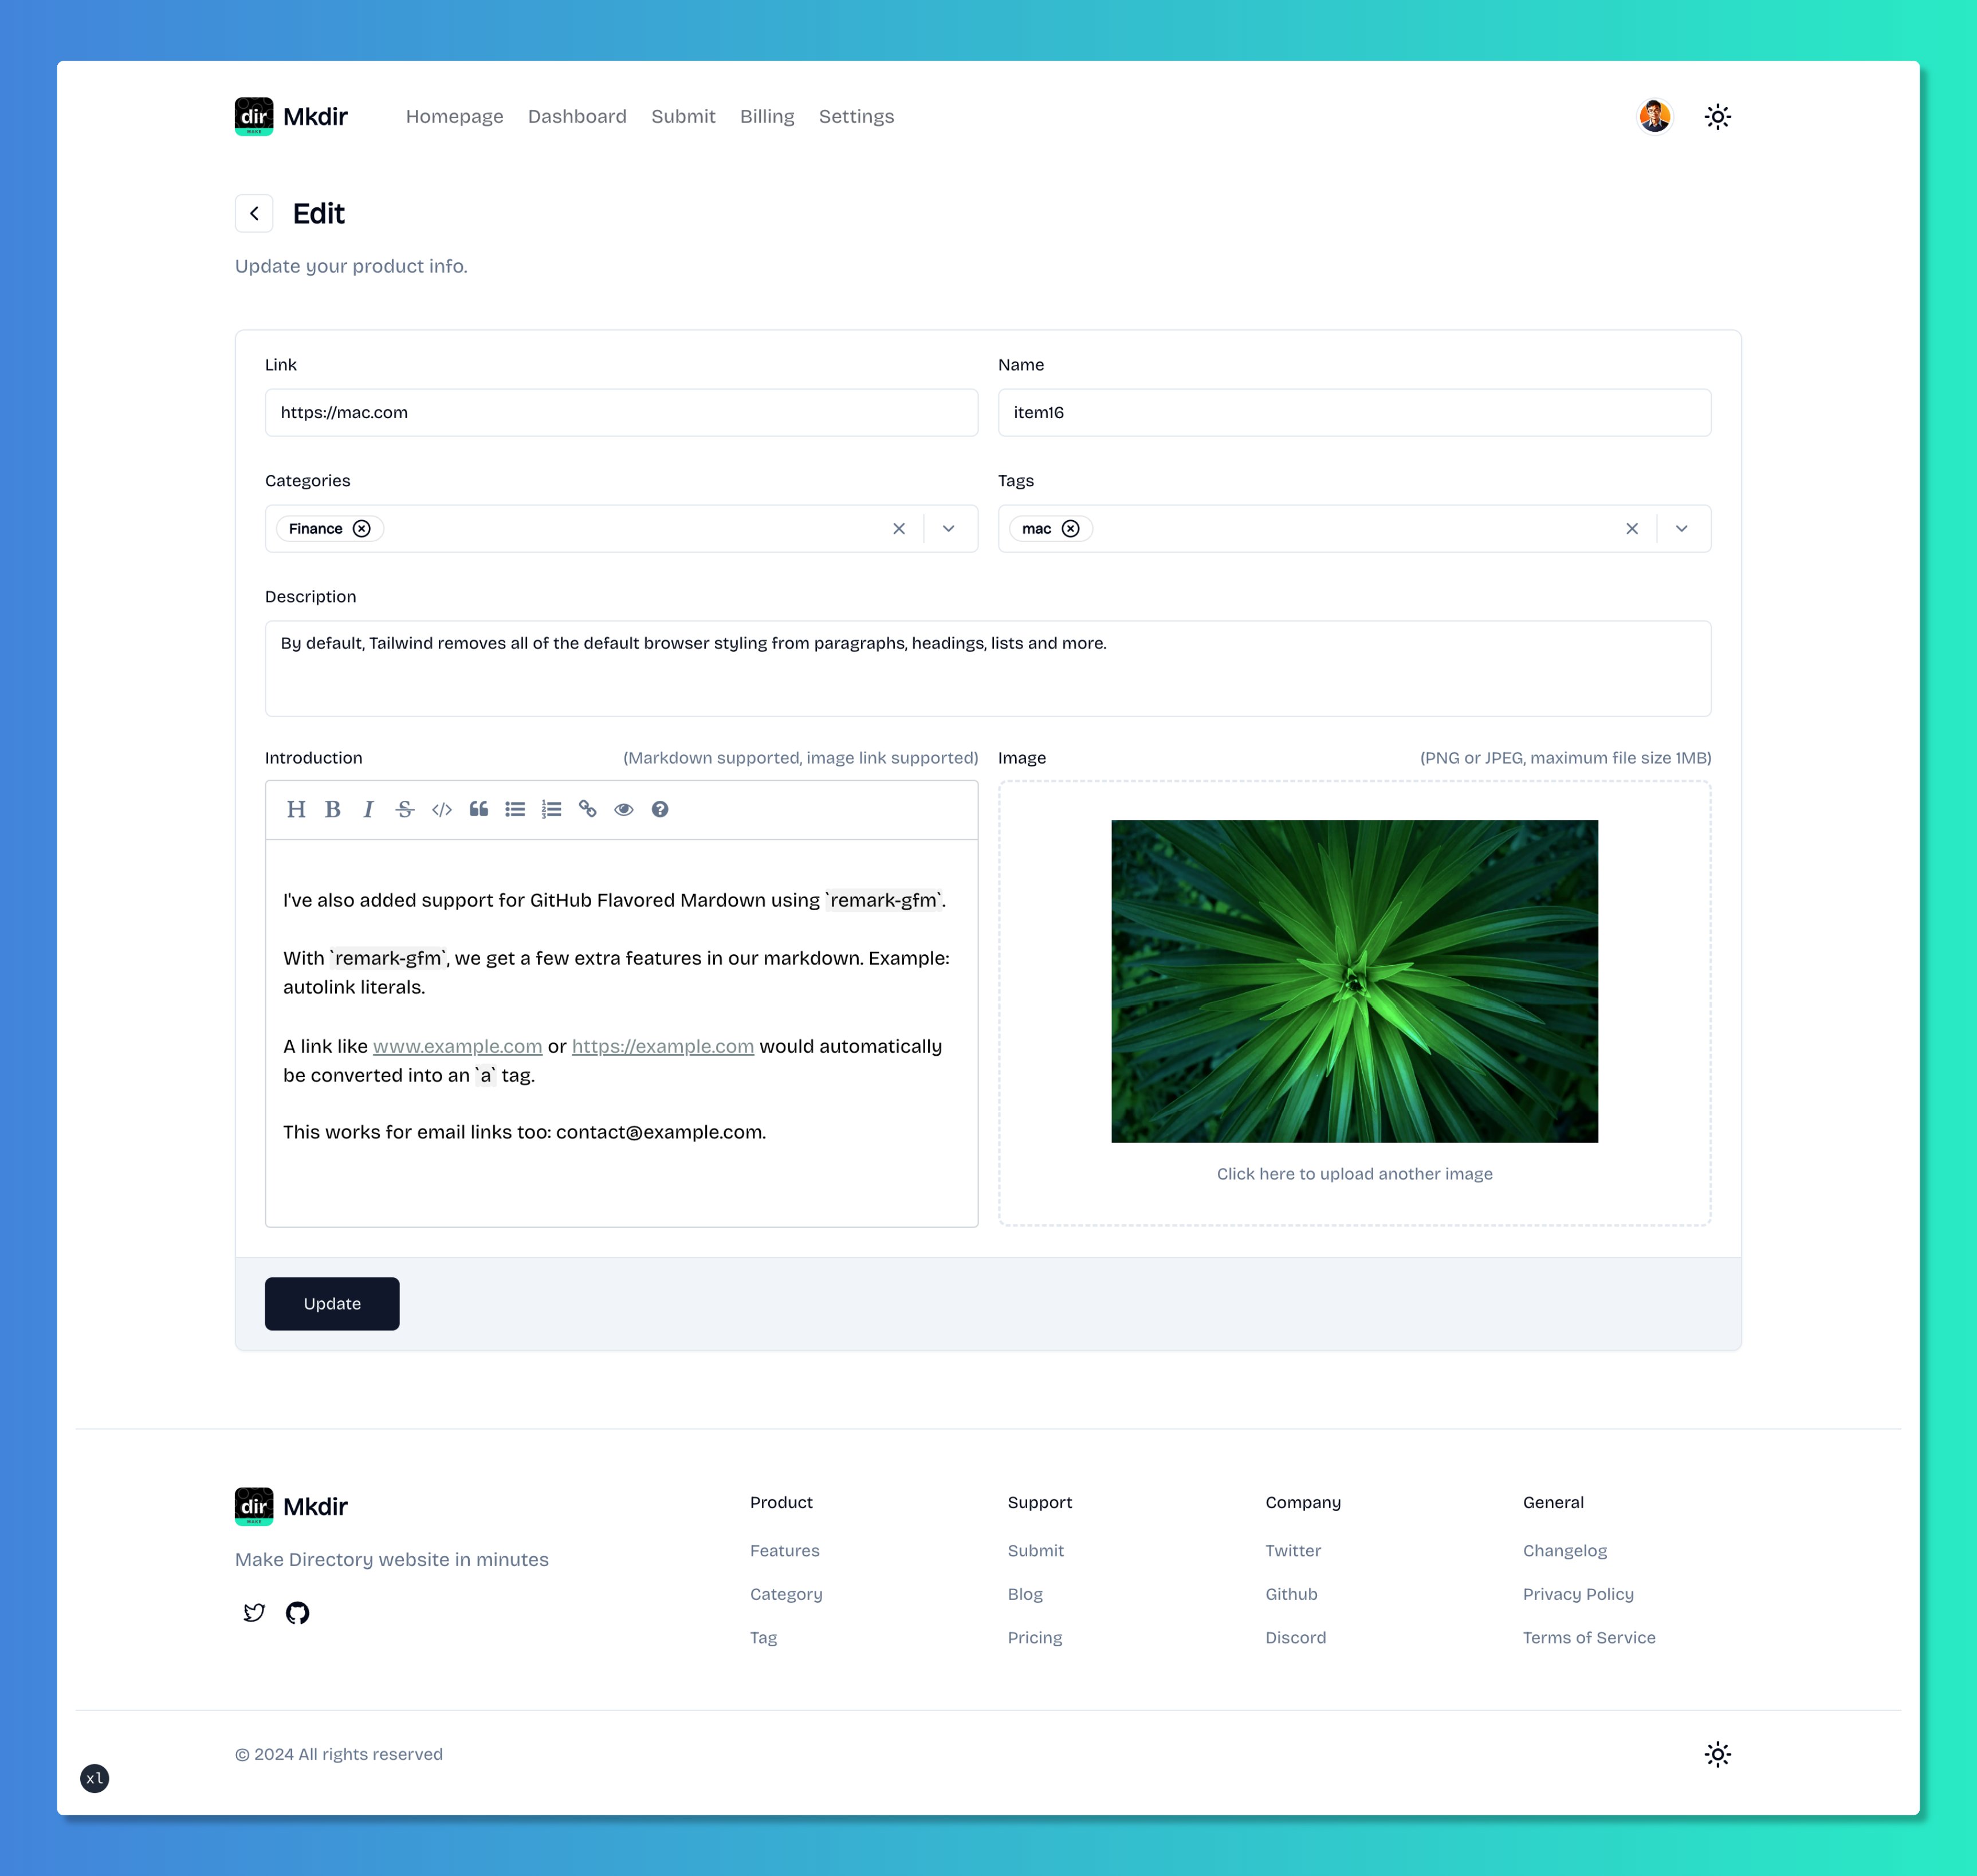 dir Mkdir Homepage Dashboard Submit Billing Settings
MAKE
Edit
Update your product info.
Link
Name
https://mac.com
item16
Categories
Tags
Finance
mac
Description
By default, Tailwind removes all of the default browser styling from paragraphs, headings, lists and more.
Introduction (Markdown supported, image link supported)
Image (PNG or JPEG, maximum file size 1MB)
H B I S </>
I've also added support for GitHub Flavored Mardown using `remark-gfm`.
With `remark-gfm`, we get a few extra features in our markdown. Example:
autolink literals.
A link like www.example.com or https://example.com would automatically
be converted into an `a` tag.
This works for email links too: contact@example.com.
Click here to upload another image
Update
dir Mkdir
MAKE
Make Directory website in minutes
Product
Features
Category
Tag
Support
Submit
Blog
Pricing
Company
Twitter
Github
Discord
General
Changelog
Privacy Policy
Terms of Service
© 2024 All rights reserved
xl